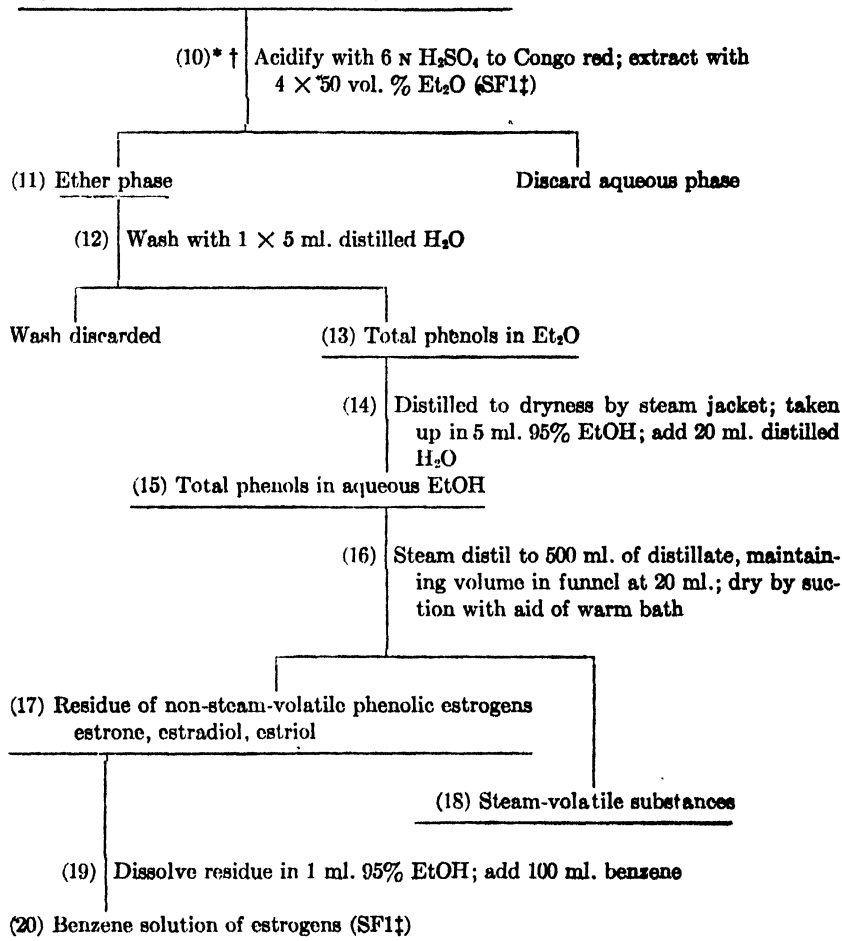 (10)* † Acidify with 6 N H₂SO₄ to Congo red; extract with
4 × 50 vol. % Et₂O (SF1‡)
(11) Ether phase
Discard aqueous phase
(12) Wash with 1 × 5 ml. distilled H₂O
Wash discarded
(13) Total phenols in Et₂O
(14) Distilled to dryness by steam jacket; taken
up in 5 ml. 95% EtOH; add 20 ml. distilled
H₂O
(15) Total phenols in aqueous EtOH
(16) Steam distil to 500 ml. of distillate, maintain-
ing volume in funnel at 20 ml.; dry by suc-
tion with aid of warm bath
(17) Residue of non-steam-volatile phenolic estrogens
estrone, estradiol, estriol
(18) Steam-volatile substances
(19) Dissolve residue in 1 ml. 95% EtOH; add 100 ml. benzene
(20) Benzene solution of estrogens (SF1‡)